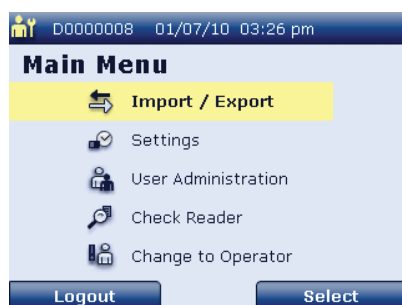 D0000008 01/07/10 03:26 pm
Main Menu
Import / Export
Settings
User Administration
Check Reader
Change to Operator
Logout Select